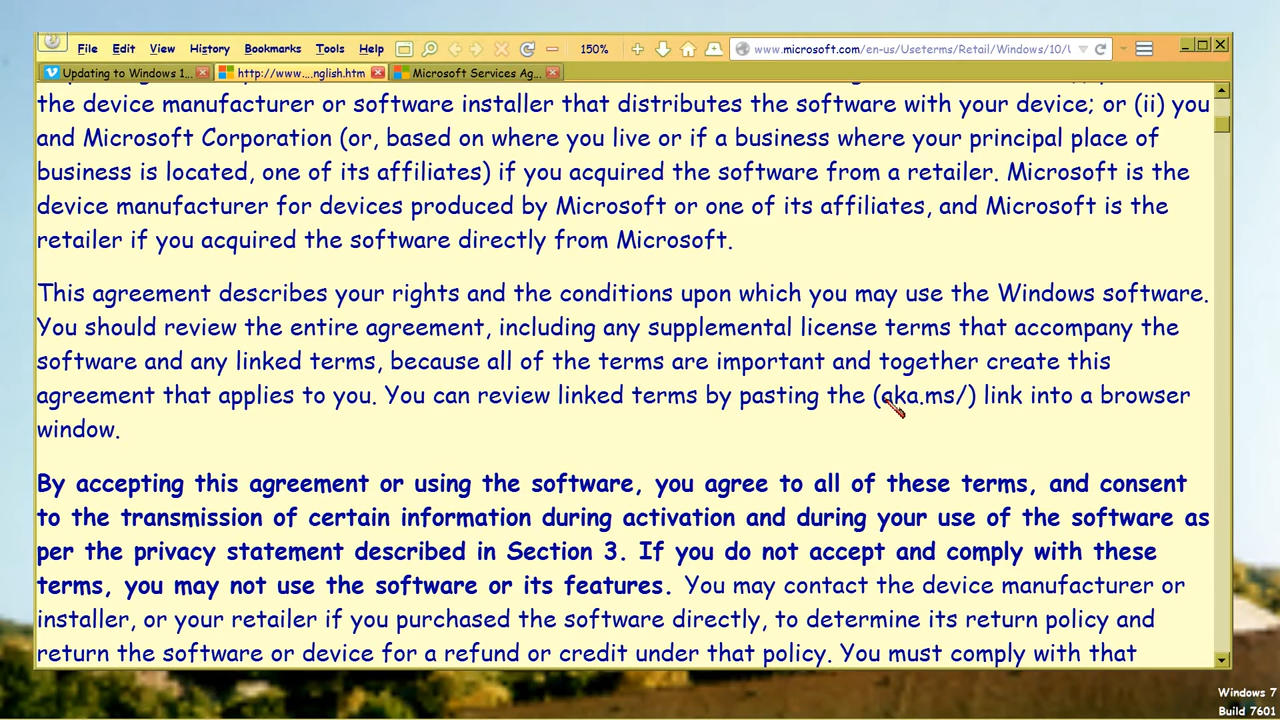 File Edit View History Bookmarks Tools Help 150% www.microsoft.com/en-us/Useterms/Retail/Windows/10/
Updating to Windows 1... http://www....nglish.htm Microsoft Services Ag...
the device manufacturer or software installer that distributes the software with your device; or (ii) you
and Microsoft Corporation (or, based on where you live or if a business where your principal place of
business is located, one of its affiliates) if you acquired the software from a retailer. Microsoft is the
device manufacturer for devices produced by Microsoft or one of its affiliates, and Microsoft is the
retailer if you acquired the software directly from Microsoft.
This agreement describes your rights and the conditions upon which you may use the Windows software.
You should review the entire agreement, including any supplemental license terms that accompany the
software and any linked terms, because all of the terms are important and together create this
agreement that applies to you. You can review linked terms by pasting the (aka.ms/) link into a browser
window.
By accepting this agreement or using the software, you agree to all of these terms, and consent
to the transmission of certain information during activation and during your use of the software as
per the privacy statement described in Section 3. If you do not accept and comply with these
terms, you may not use the software or its features. You may contact the device manufacturer or
installer, or your retailer if you purchased the software directly, to determine its return policy and
return the software or device for a refund or credit under that policy. You must comply with that
Windows 7
Build 7601